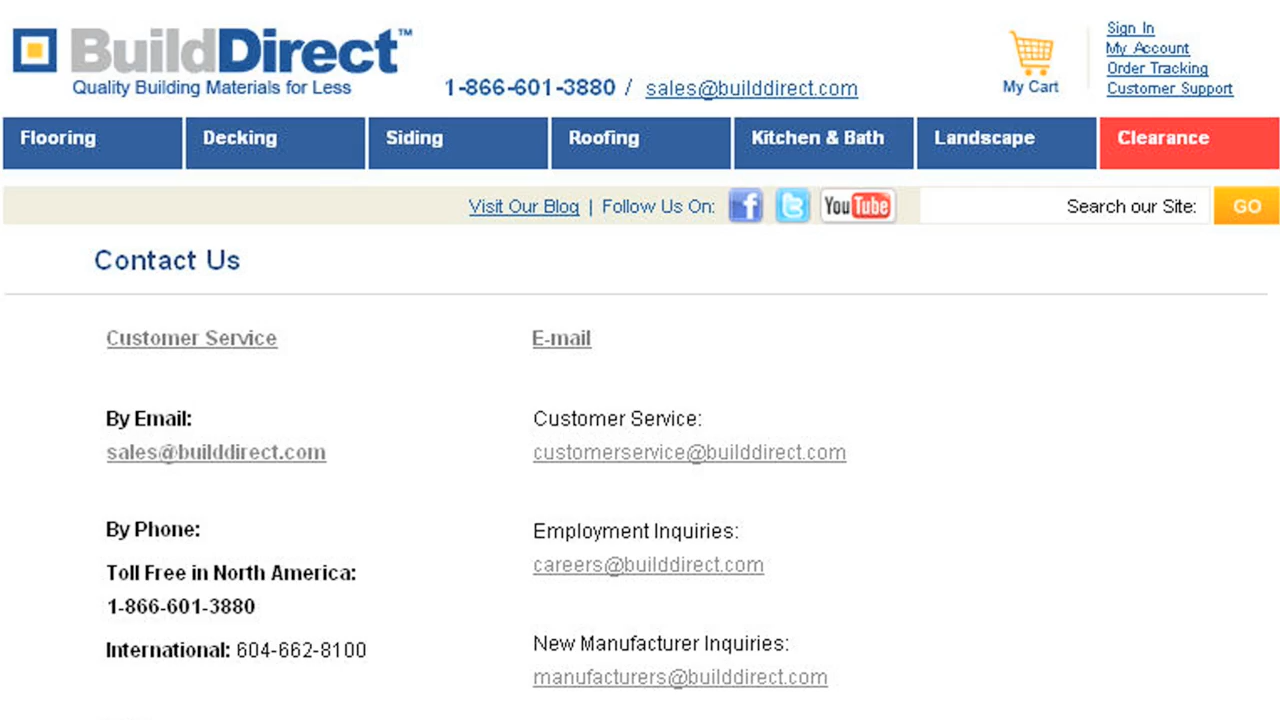 BuildDirect™
Quality Building Materials for Less
1-866-601-3880 / sales@builddirect.com
My Cart
Sign In
My Account
Order Tracking
Customer Support
Flooring
Decking
Siding
Roofing
Kitchen & Bath
Landscape
Clearance
Visit Our Blog | Follow Us On:
f
YouTube
Search our Site:
GO
Contact Us
Customer Service
By Email:
sales@builddirect.com
By Phone:
Toll Free in North America:
1-866-601-3880
International: 604-662-8100
E-mail
Customer Service:
customerservice@builddirect.com
Employment Inquiries:
careers@builddirect.com
New Manufacturer Inquiries:
manufacturers@builddirect.com